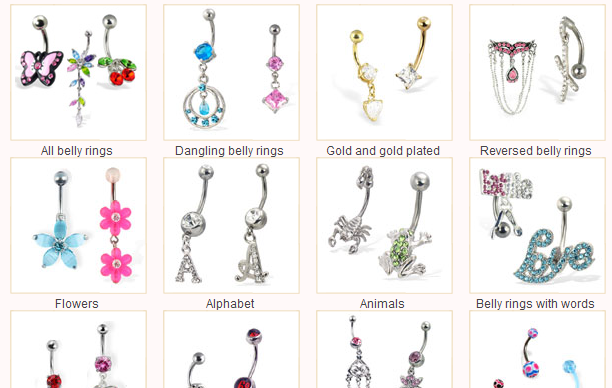 All belly rings
Dangling belly rings
Gold and gold plated
Reversed belly rings
Flowers
Alphabet
Animals
Belly rings with words
A
A